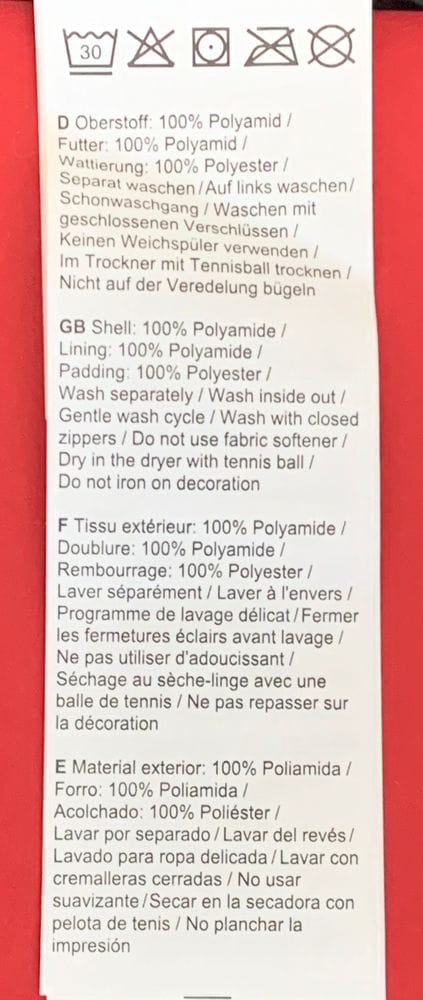 30
D Oberstoff: 100% Polyamid /
Futter: 100% Polyamid /
Wattierung: 100% Polyester /
Separat waschen / Auf links waschen /
Schonwaschgang / Waschen mit
geschlossenen Verschlüssen /
Keinen Weichspüler verwenden /
Im Trockner mit Tennisball trocknen /
Nicht auf der Veredelung bügeln
GB Shell: 100% Polyamide /
Lining: 100% Polyamide /
Padding: 100% Polyester /
Wash separately / Wash inside out /
Gentle wash cycle / Wash with closed
zippers / Do not use fabric softener /
Dry in the dryer with tennis ball /
Do not iron on decoration
F Tissu extérieur: 100% Polyamide /
Doublure: 100% Polyamide /
Rembourrage: 100% Polyester /
Laver séparément / Laver à l'envers /
Programme de lavage délicat / Fermer
les fermetures éclairs avant lavage /
Ne pas utiliser d'adoucissant /
Séchage au sèche-linge avec une
balle de tennis / Ne pas repasser sur
la décoration
E Material exterior: 100% Poliamida /
Forro: 100% Poliamida /
Acolchado: 100% Poliéster /
Lavar por separado / Lavar del revés /
Lavado para ropa delicada / Lavar con
cremalleras cerradas / No usar
suavizante / Secar en la secadora con
pelota de tenis / No planchar la
impresión